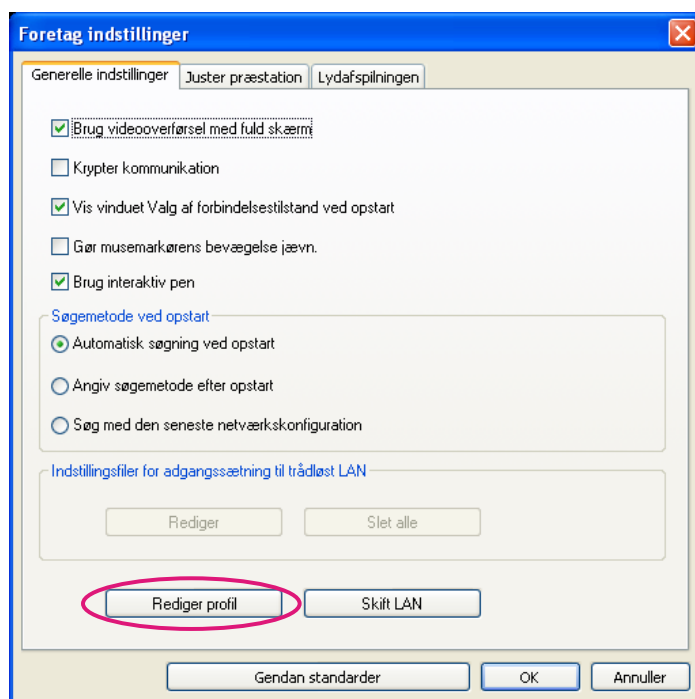 Foretag indstillinger
Generelle indstillinger Juster præstation Lydafspilningen
Brug videooverførsel med fuld skærm
Krypter kommunikation
Vis vinduet Valg af forbindelsestilstand ved opstart
Gør musemarkørens bevægelse jævn.
Brug interaktiv pen
Søgemetode ved opstart
Automatisk søgning ved opstart
Angiv søgemetode efter opstart
Søg med den seneste netværkskonfiguration
Indstillingsfiler for adgangssætning til trådløst LAN
Rediger Slet alle
Rediger profil Skift LAN
Gendan standarder OK Annuller